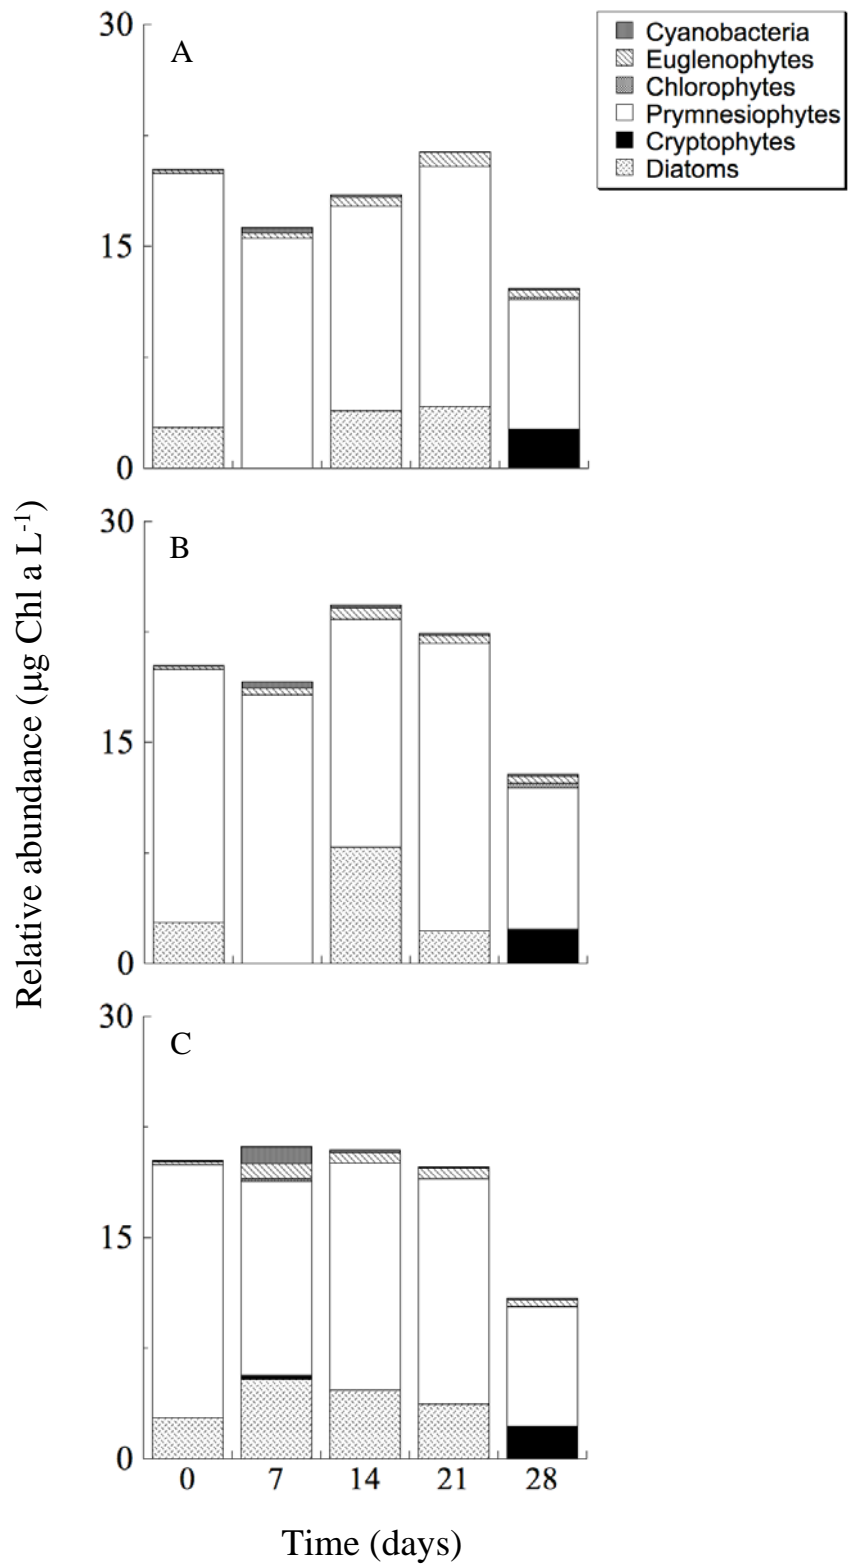 Cyanobacteria
Euglenophytes
Chlorophytes
Prymnesiophytes
Cryptophytes
Diatoms
30
A
15
0
30
B
15
0
30
C
15
0
0 7 14 21 28
Time (days)
Relative abundance (µg Chl a L⁻¹)